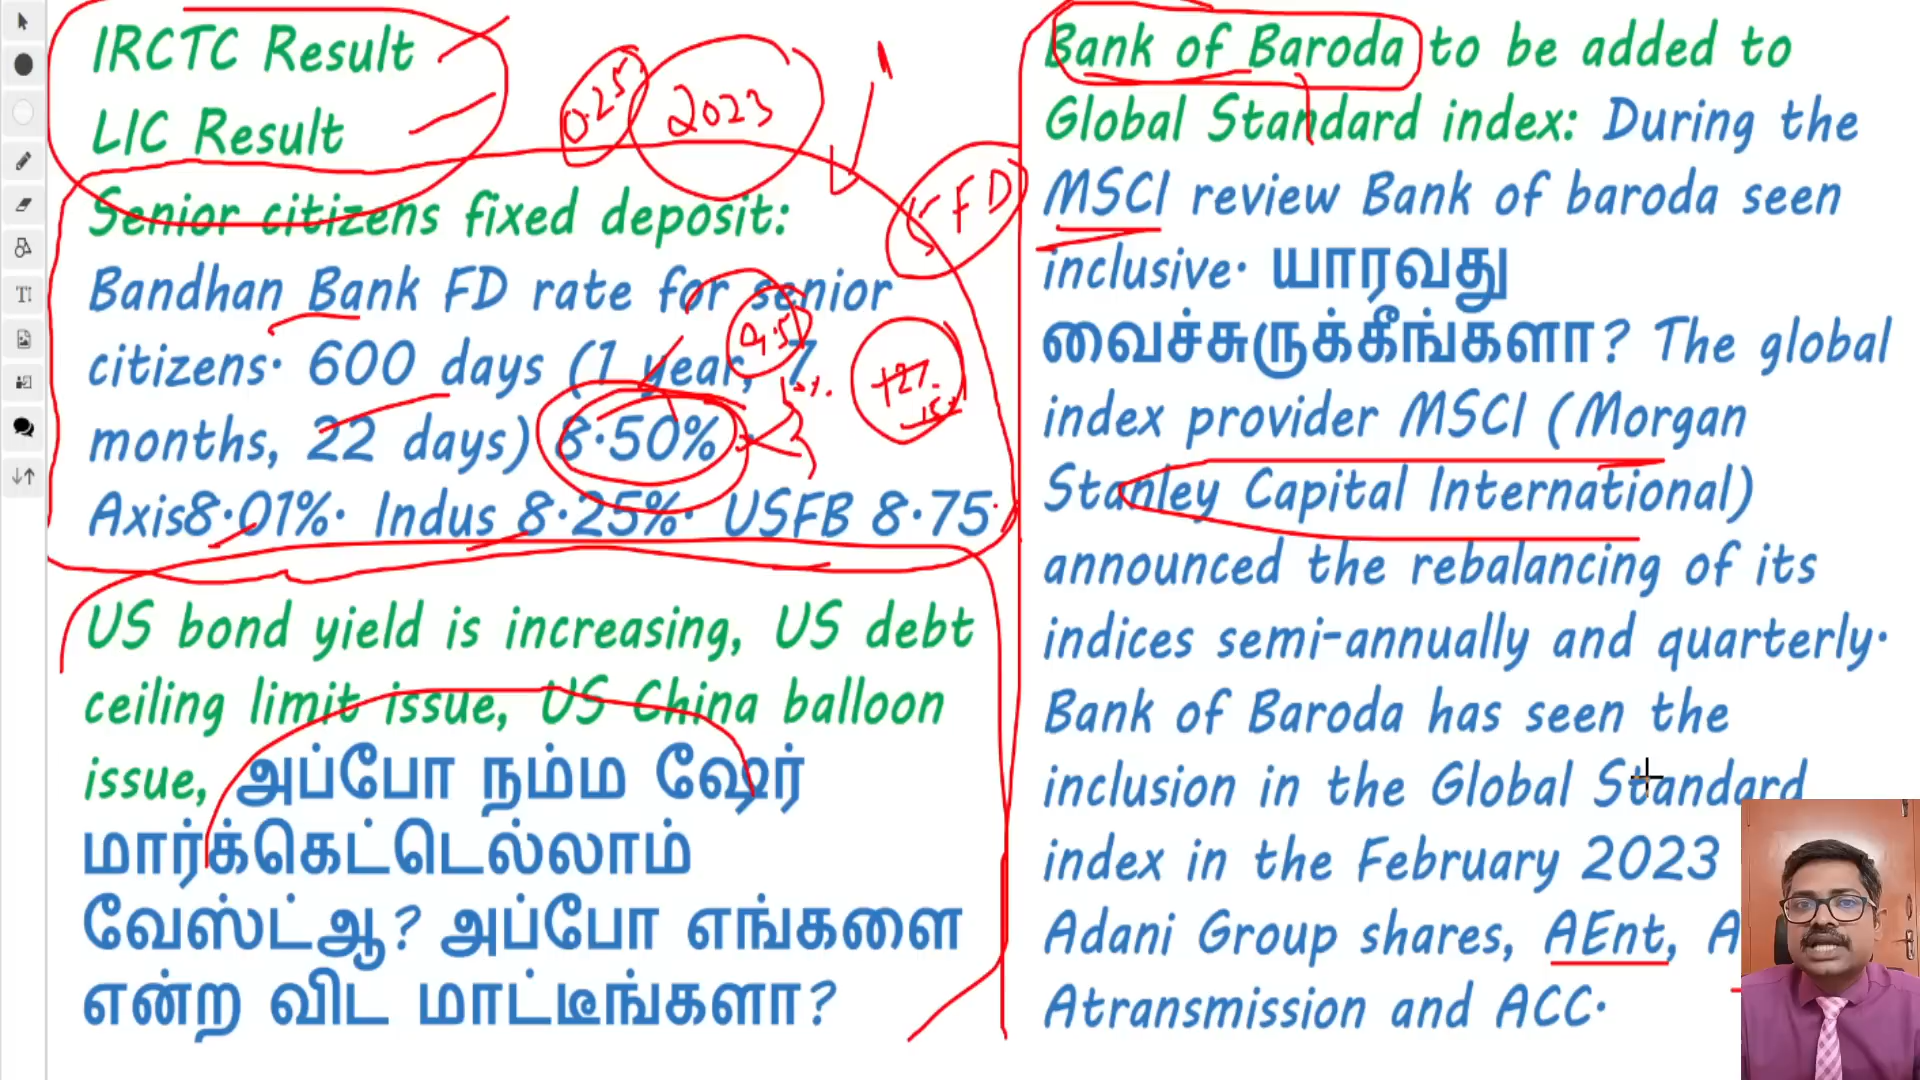 IRCTC Result
LIC Result
0.25
2023
Senior citizens fixed deposit:
FD
Bandhan Bank FD rate for senior
citizens. 600 days (1 year, 7
9.5
months, 22 days) 8.50%
Axis8.01%. Indus 8.25%. USFB 8.75.
US bond yield is increasing, US debt
ceiling limit issue, US China balloon
issue, அப்போ நம்ம ஷேர்
மார்க்கெட்டெல்லாம்
வேஸ்ட்ஆ? அப்போ எங்களை
என்ற விட மாட்டீங்களா?
Bank of Baroda to be added to
Global Standard index: During the
MSCI review Bank of baroda seen
inclusive. யாரவது
வைச்சுருக்கீங்களா? The global
index provider MSCI (Morgan
Stanley Capital International)
announced the rebalancing of its
indices semi-annually and quarterly.
Bank of Baroda has seen the
inclusion in the Global Standard
index in the February 2023
Adani Group shares, AEnt, A
Atransmission and ACC.